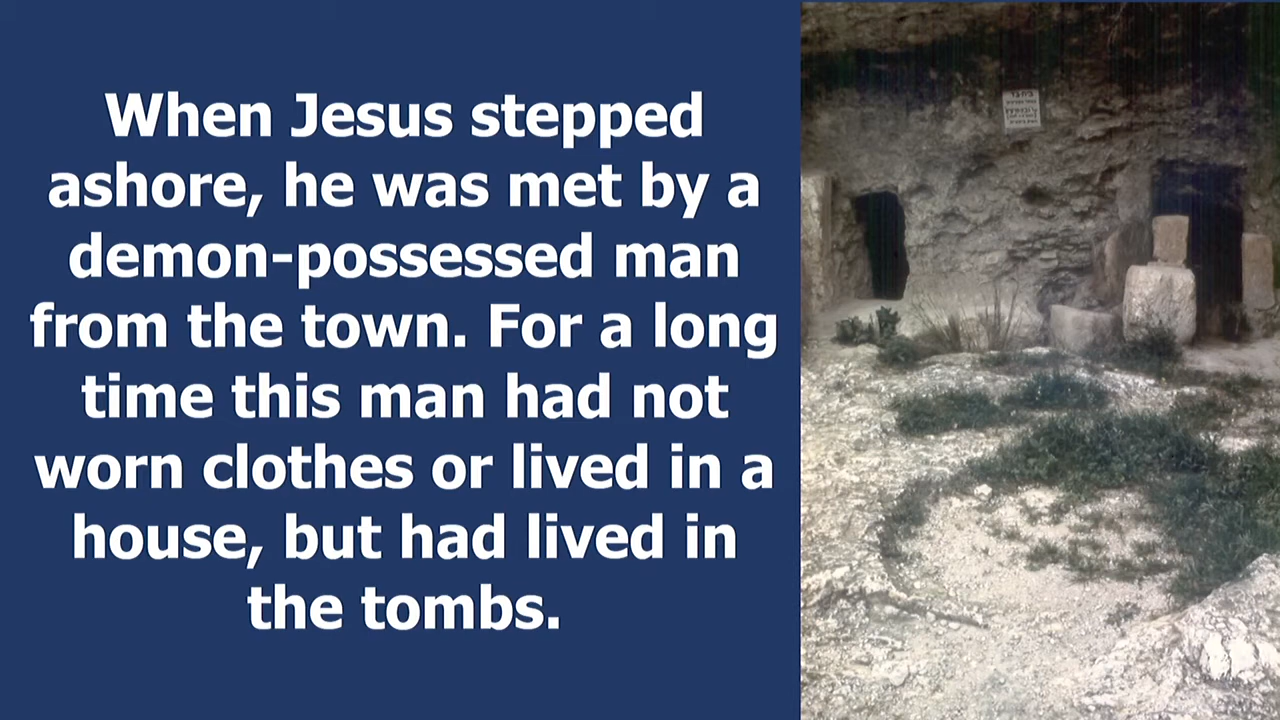 When Jesus stepped
ashore, he was met by a
demon-possessed man
from the town. For a long
time this man had not
worn clothes or lived in a
house, but had lived in
the tombs.